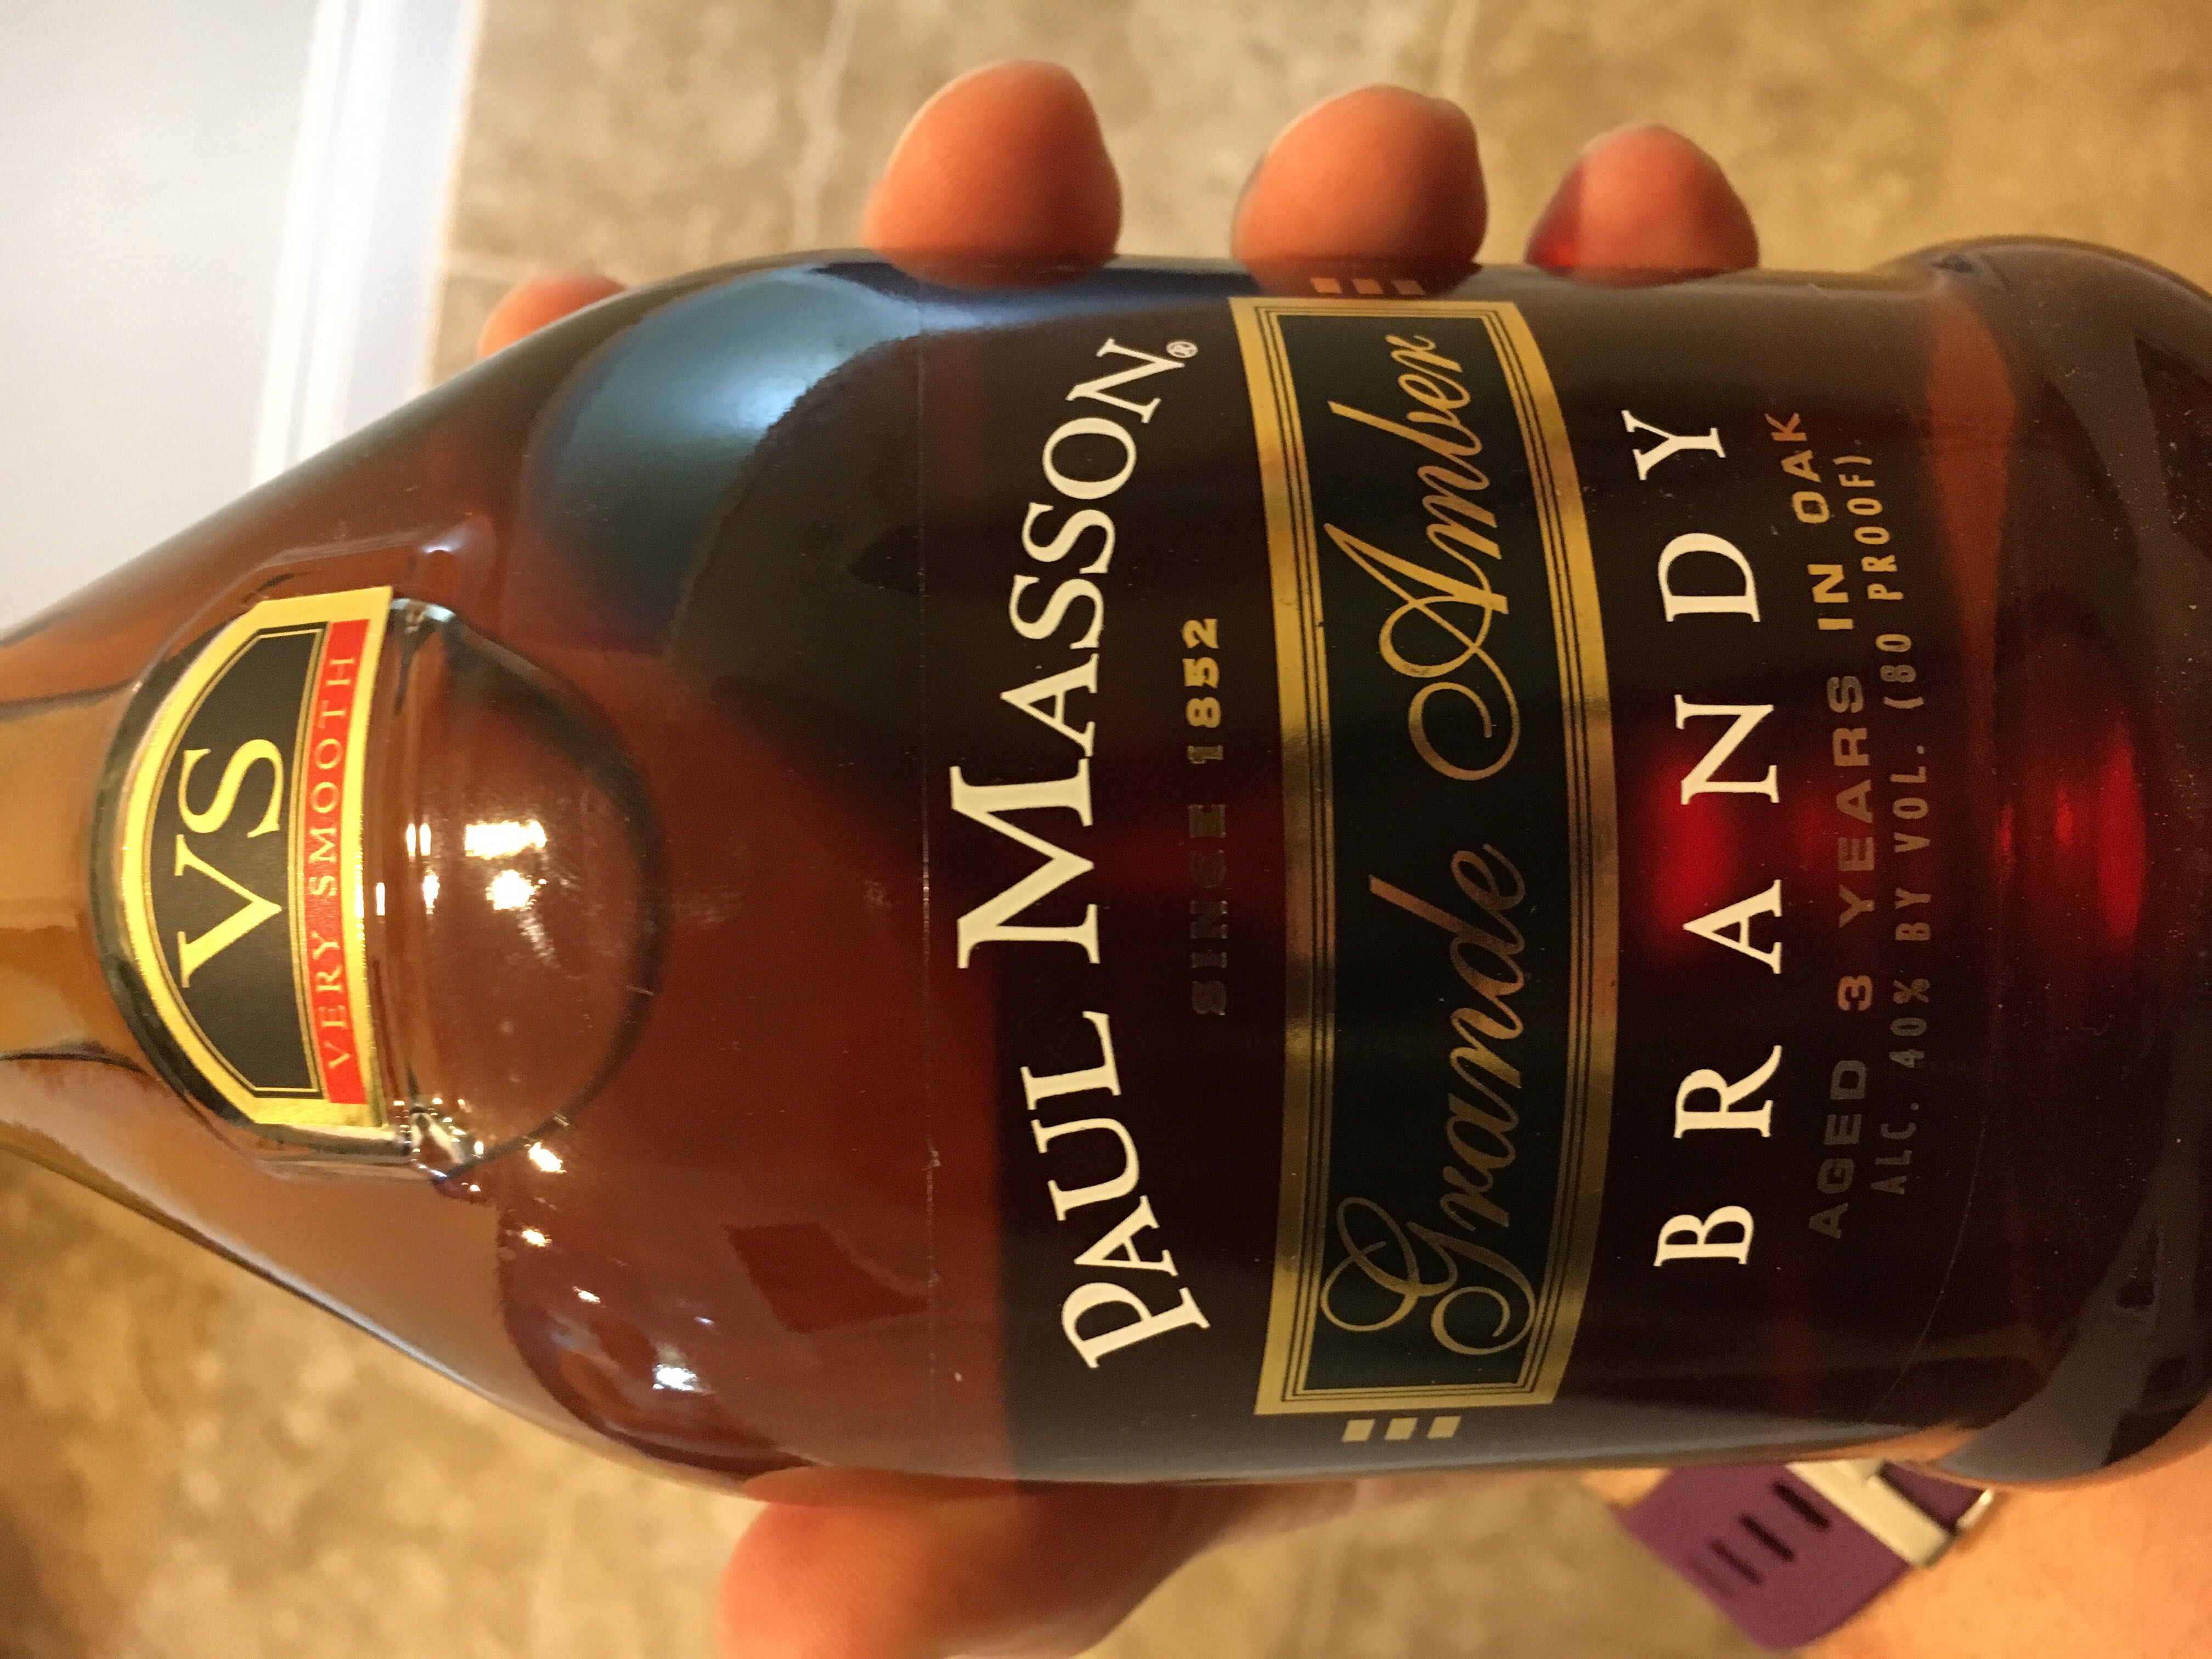 VS
VERY SMOOTH
PAUL MASSON®
SINCE 1852
Grande Amber
BRANDY
AGED 3 YEARS IN OAK
ALC. 40% BY VOL. (80 PROOF).